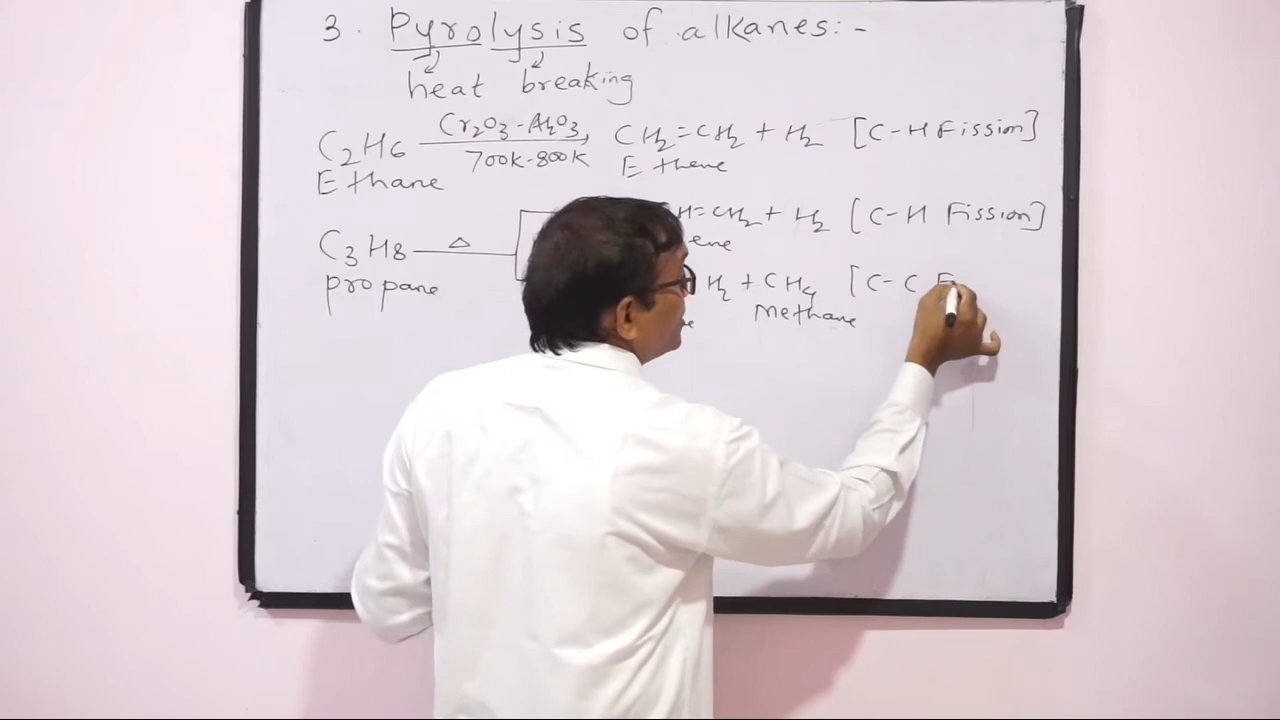 3. Pyrolysis of alkanes:-
heat breaking
C2H6 Cr2O3-Al2O3 CH2=CH2 + H2 [C-H Fission]
700K-800K
Ethane Ethene
C3H8 Δ H=CH2 + H2 [C-H Fission]
ene
propane H2 + CH4 [C-C F
Methane